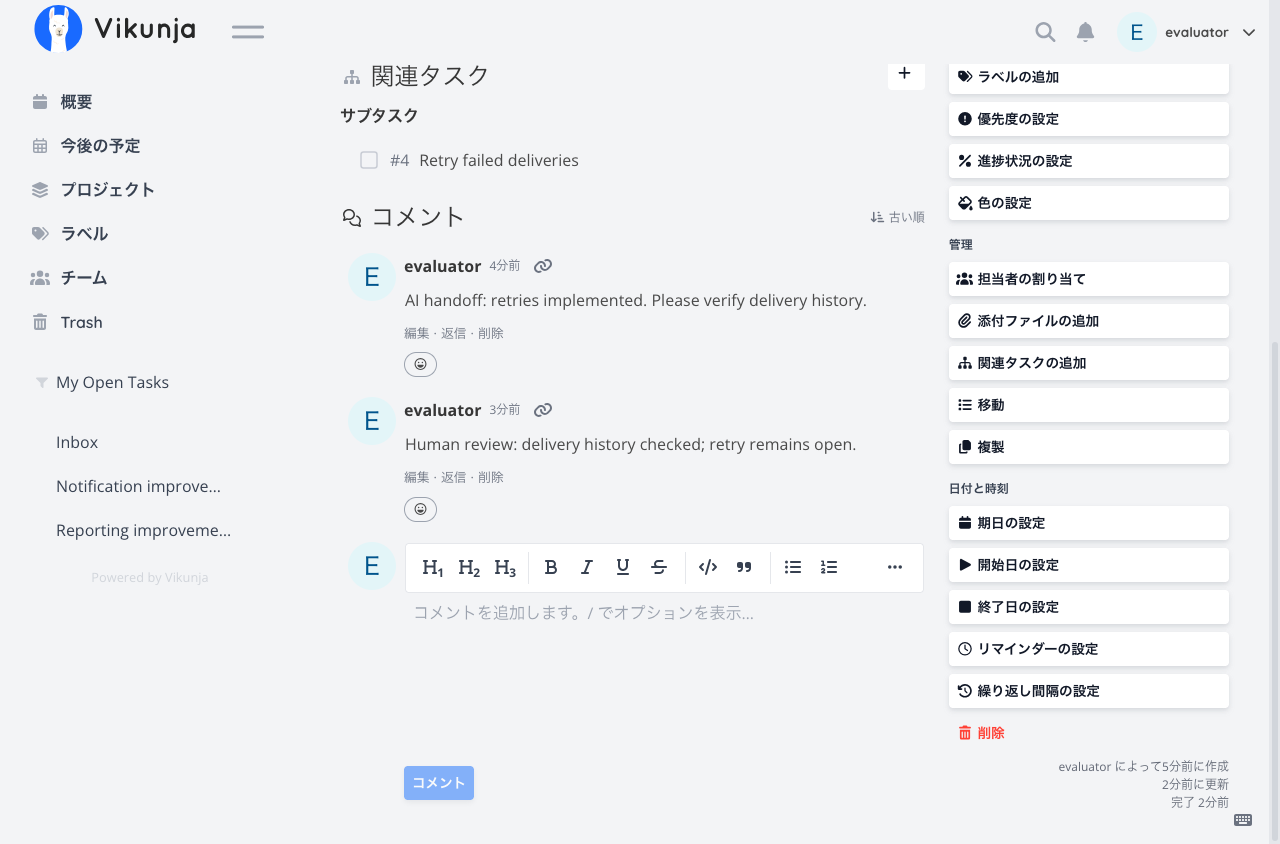 Vikunja
E evaluator
概要
今後の予定
プロジェクト
ラベル
チーム
Trash
My Open Tasks
Inbox
Notification improve...
Reporting improveme...
Powered by Vikunja
関連タスク
+
サブタスク
#4 Retry failed deliveries
コメント
古い順
E
evaluator 4分前
AI handoff: retries implemented. Please verify delivery history.
編集 · 返信 · 削除
E
evaluator 3分前
Human review: delivery history checked; retry remains open.
編集 · 返信 · 削除
E
H1 H2 H3 B I U S
コメントを追加します。/ でオプションを表示...
コメント
ラベルの追加
優先度の設定
進捗状況の設定
色の設定
管理
担当者の割り当て
添付ファイルの追加
関連タスクの追加
移動
複製
日付と時刻
期日の設定
開始日の設定
終了日の設定
リマインダーの設定
繰り返し間隔の設定
削除
evaluator によって5分前に作成
2分前に更新
完了 2分前